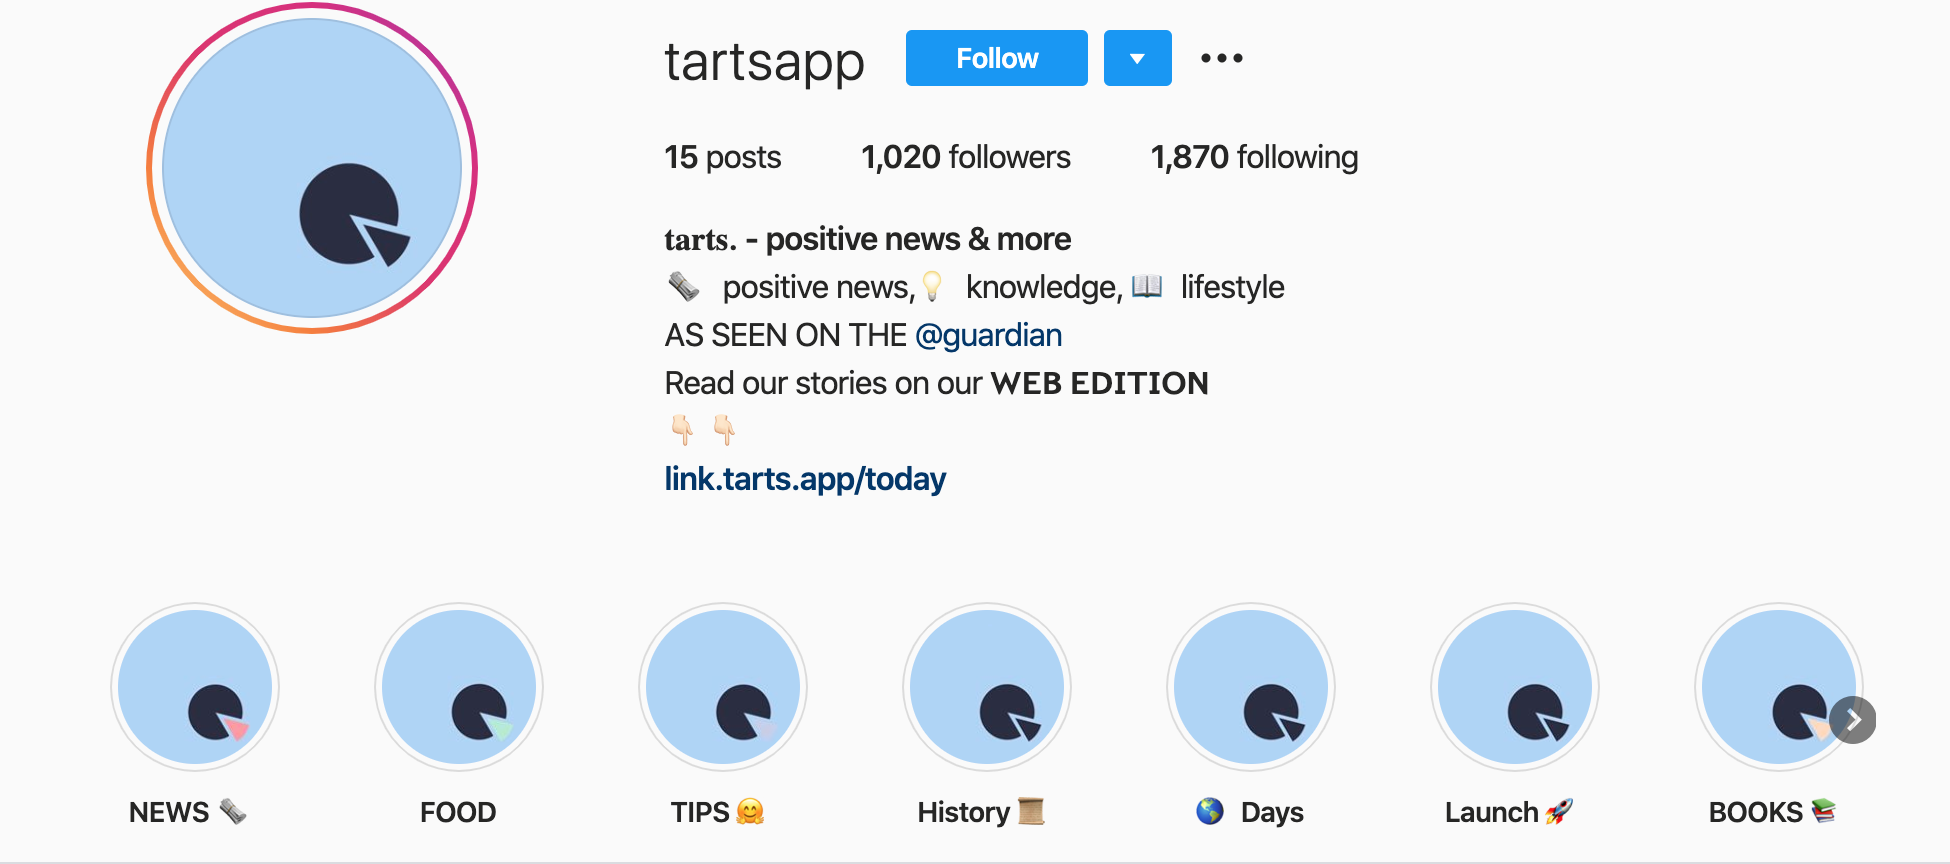 tartsapp Follow
15 posts 1,020 followers 1,870 following
tarts. - positive news & more
🗞 positive news,💡 knowledge, 📖 lifestyle
AS SEEN ON THE @guardian
Read our stories on our WEB EDITION
👇🏻 👇🏻
link.tarts.app/today
NEWS 🗞 FOOD TIPS 🤗 History 📜 🌎 Days Launch 🚀 BOOKS 📚